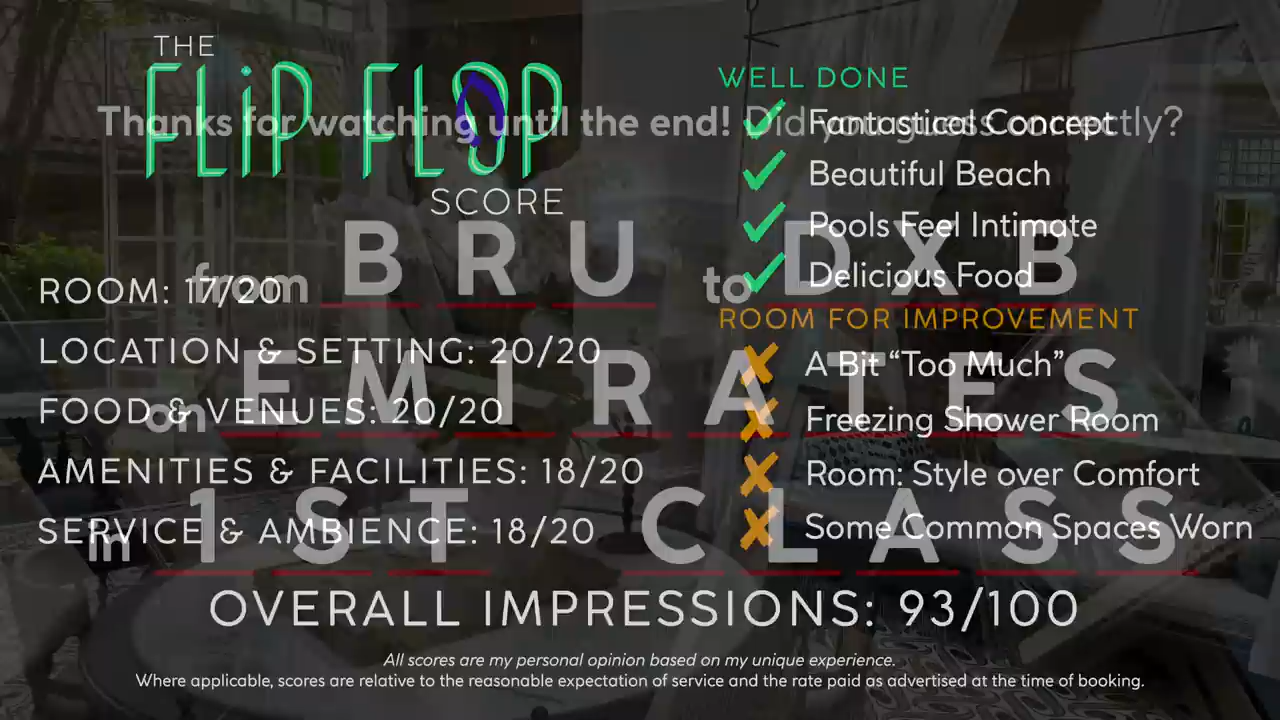 THE
FLiP FLOP
SCORE
ROOM: 17/20
LOCATION & SETTING: 20/20
FOOD & VENUES: 20/20
AMENITIES & FACILITIES: 18/20
SERVICE & AMBIENCE: 18/20
WELL DONE
Fantastical Concept
Beautiful Beach
Pools Feel Intimate
Delicious Food
ROOM FOR IMPROVEMENT
A Bit “Too Much”
Freezing Shower Room
Room: Style over Comfort
Some Common Spaces Worn
OVERALL IMPRESSIONS: 93/100
All scores are my personal opinion based on my unique experience.
Where applicable, scores are relative to the reasonable expectation of service and the rate paid as advertised at the time of booking.
Thanks for watching until the end! Did you guess correctly?
from BRU to DXB
on EMIRATES
in 1ST CLASS